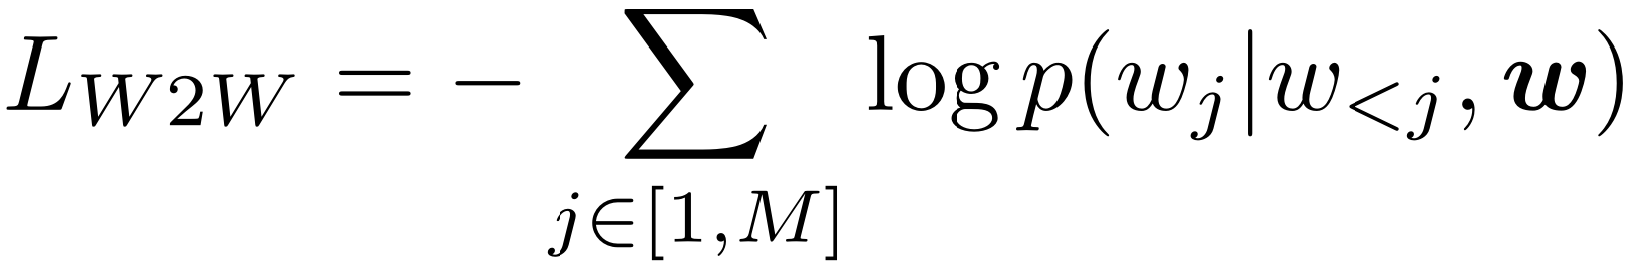 L_{W2W} = - \sum_{j \in [1,M]} \log p(w_j | w_{<j}, \boldsymbol{w})